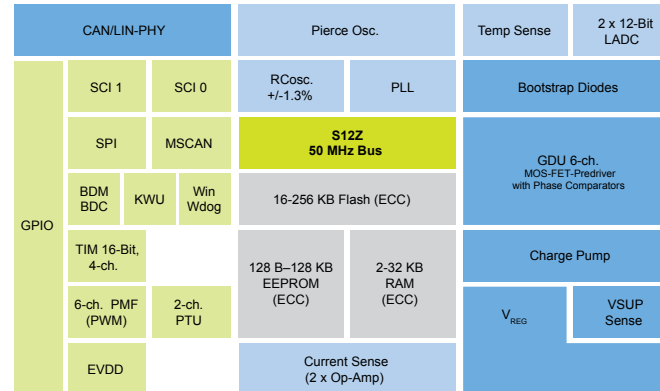 CAN/LIN-PHY
Pierce Osc.
Temp Sense
2 x 12-Bit
LADC
GPIO
SCI 1
SCI 0
RCosc.
+/-1.3%
PLL
Bootstrap Diodes
SPI
MSCAN
S12Z
50 MHz Bus
GDU 6-ch.
MOS-FET-Predriver
with Phase Comparators
BDM
BDC
KWU
Win
Wdog
16-256 KB Flash (ECC)
TIM 16-Bit,
4-ch.
128 B–128 KB
EEPROM
(ECC)
2-32 KB
RAM
(ECC)
Charge Pump
6-ch. PMF
(PWM)
2-ch.
PTU
VREG
VSUP
Sense
EVDD
Current Sense
(2 x Op-Amp)